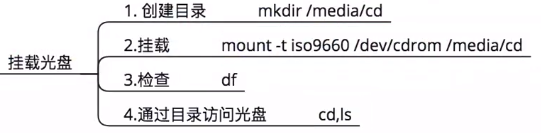 挂载光盘
1. 创建目录 mkdir /media/cd
2.挂载 mount -t iso9660 /dev/cdrom /media/cd
3.检查 df
4.通过目录访问光盘 cd,ls